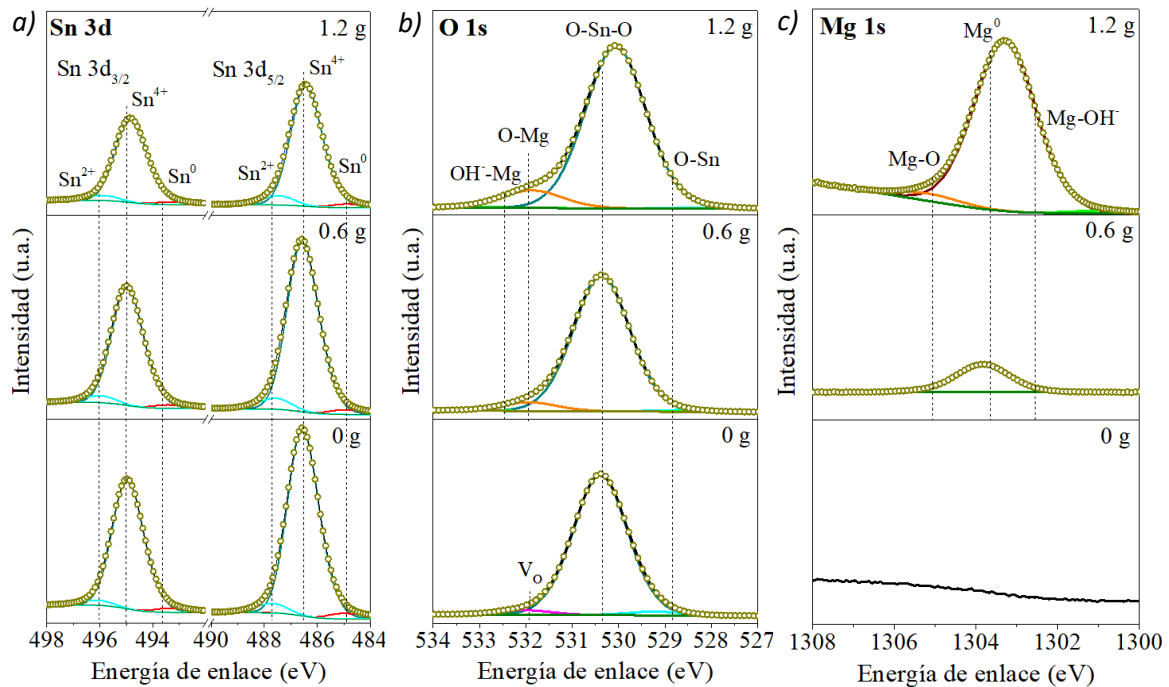 a) Sn 3d 1.2 g
Sn 3d3/2 Sn 3d5/2 Sn4+
Sn4+
Sn2+ Sn0 Sn2+ Sn0
0.6 g
0 g
Intensidad (u.a.)
498 496 494 492 490 488 486 484
Energía de enlace (eV)
b) O 1s O-Sn-O 1.2 g
O-Mg
OH--Mg O-Sn
0.6 g
0 g
VO
Intensidad (u.a.)
534 533 532 531 530 529 528 527
Energía de enlace (eV)
c) Mg 1s Mg0 1.2 g
Mg-OH-
Mg-O
0.6 g
0 g
Intensidad (u.a.)
1308 1306 1304 1302 1300
Energía de enlace (eV)